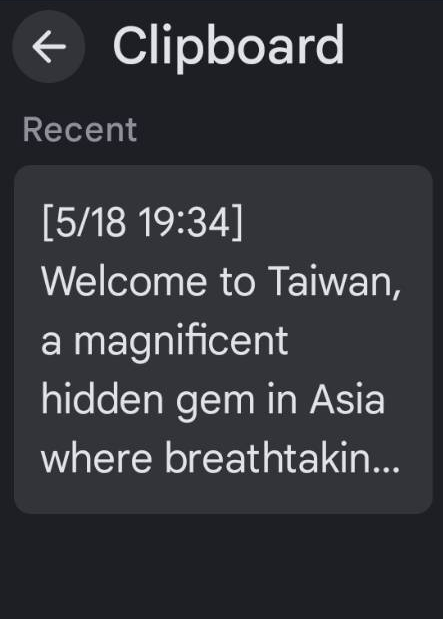 Clipboard
Recent
[5/18 19:34]
Welcome to Taiwan,
a magnificent
hidden gem in Asia
where breathtakin...